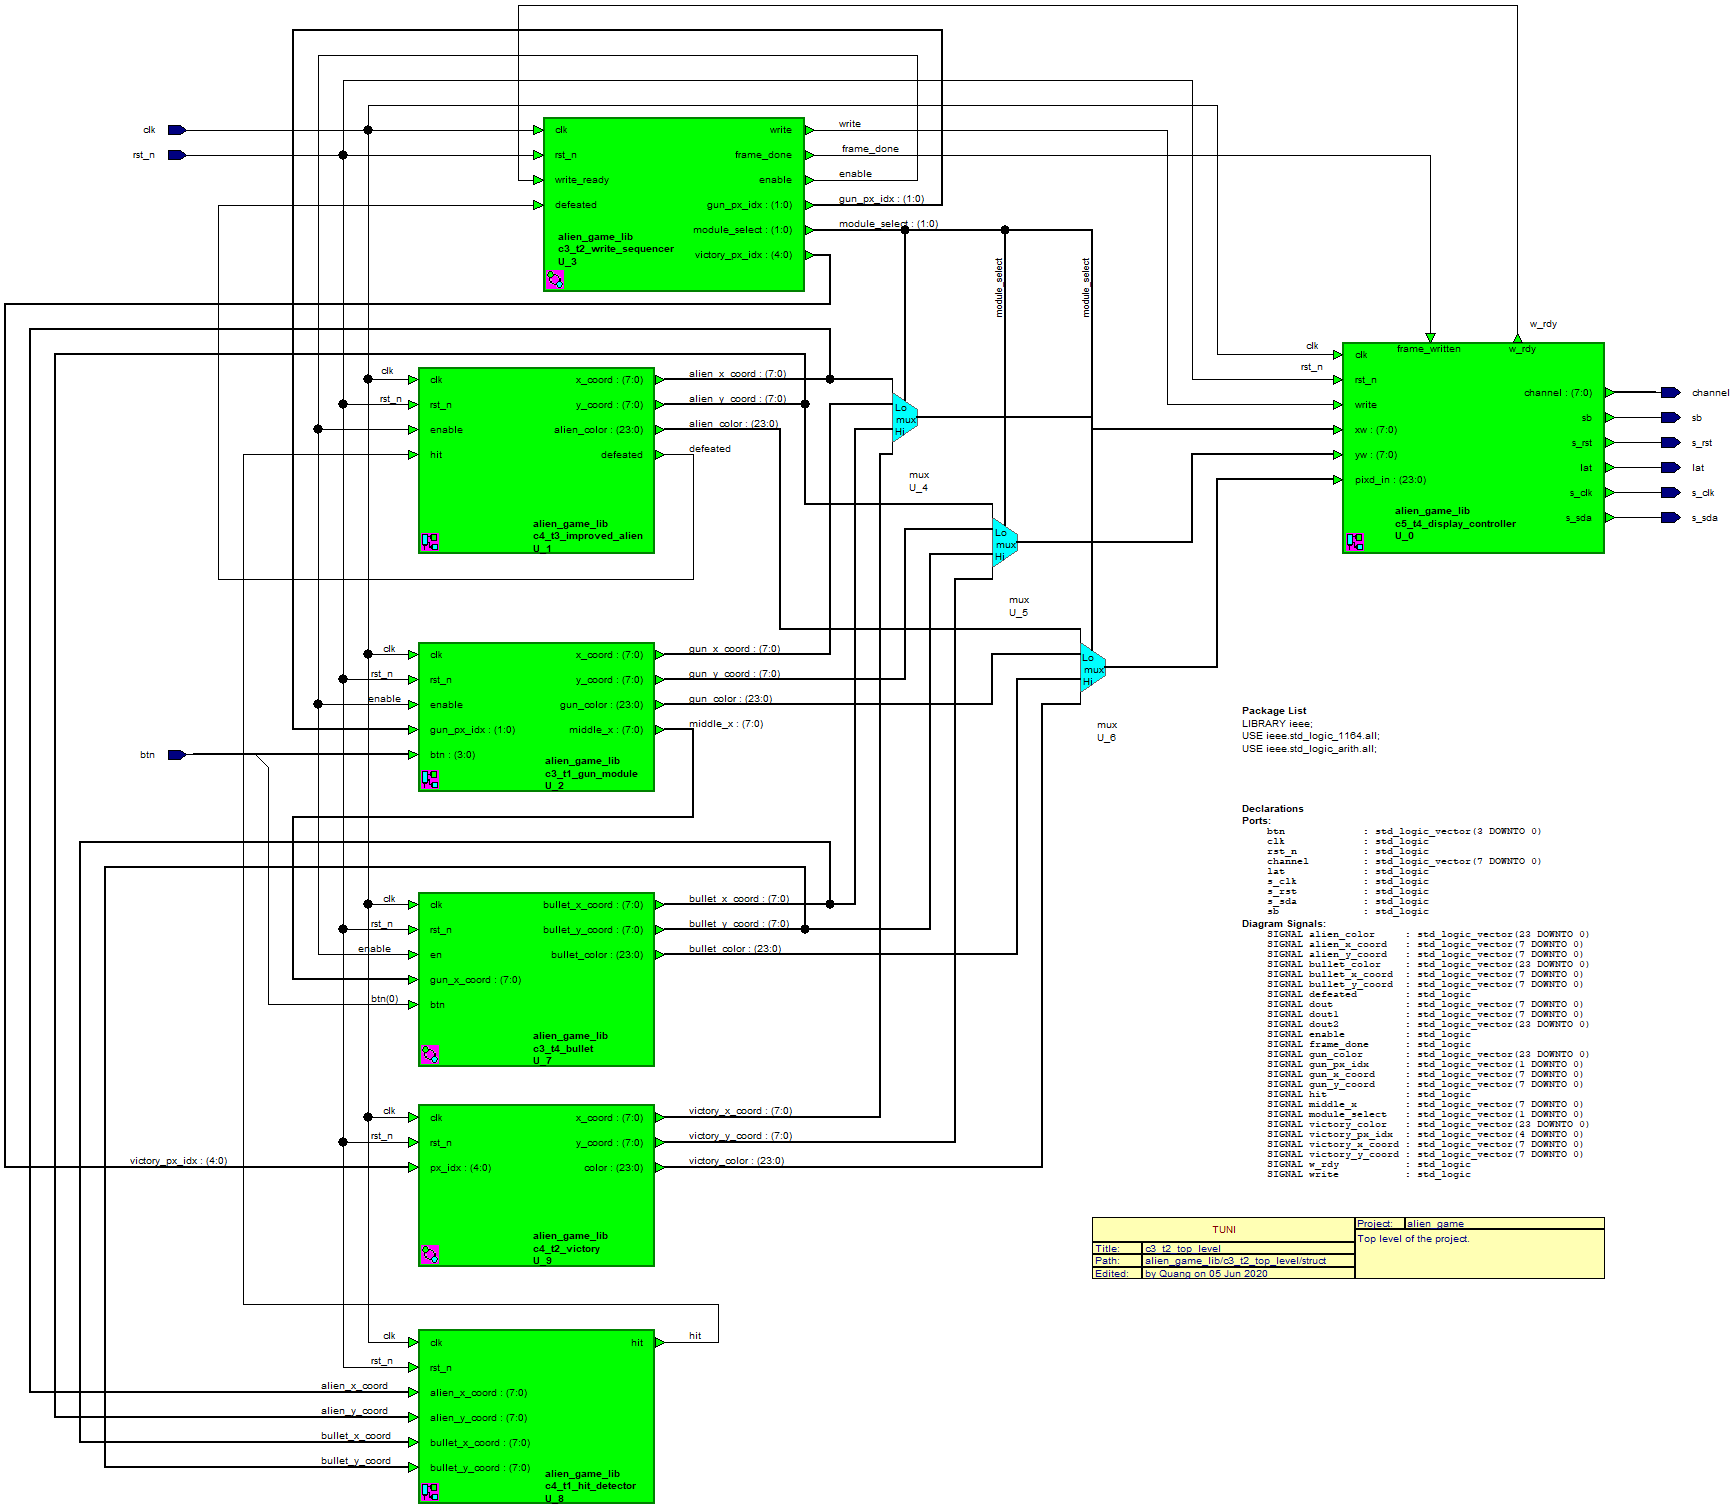 clk
rst_n
clk
rst_n
write_ready
defeated
write
frame_done
enable
gun_px_idx : (1:0)
module_select : (1:0)
victory_px_idx : (4:0)
alien_game_lib
c3_t2_write_sequencer
U_3
write
frame_done
enable
gun_px_idx : (1:0)
module_select : (1:0)
module_select
module_select
w_rdy
clk
rst_n
frame_written
w_rdy
clk
rst_n
write
xw : (7:0)
yw : (7:0)
pixd_in : (23:0)
channel : (7:0)
sb
s_rst
lat
s_clk
s_sda
alien_game_lib
c5_t4_display_controller
U_0
channel
sb
s_rst
lat
s_clk
s_sda
clk
rst_n
clk
rst_n
enable
hit
x_coord : (7:0)
y_coord : (7:0)
alien_color : (23:0)
defeated
alien_game_lib
c4_t3_improved_alien
U_1
alien_x_coord : (7:0)
alien_y_coord : (7:0)
alien_color : (23:0)
defeated
Lo
mux
Hi
mux
U_4
Lo
mux
Hi
mux
U_5
Lo
mux
Hi
mux
U_6
btn
clk
rst_n
enable
clk
rst_n
enable
gun_px_idx : (1:0)
btn : (3:0)
x_coord : (7:0)
y_coord : (7:0)
gun_color : (23:0)
middle_x : (7:0)
alien_game_lib
c3_t1_gun_module
U_2
gun_x_coord : (7:0)
gun_y_coord : (7:0)
gun_color : (23:0)
middle_x : (7:0)
clk
rst_n
enable
btn(0)
clk
rst_n
en
gun_x_coord : (7:0)
btn
bullet_x_coord : (7:0)
bullet_y_coord : (7:0)
bullet_color : (23:0)
alien_game_lib
c3_t4_bullet
U_7
bullet_x_coord : (7:0)
bullet_y_coord : (7:0)
bullet_color : (23:0)
clk
rst_n
victory_px_idx : (4:0)
clk
rst_n
px_idx : (4:0)
x_coord : (7:0)
y_coord : (7:0)
color : (23:0)
alien_game_lib
c4_t2_victory
U_9
victory_x_coord : (7:0)
victory_y_coord : (7:0)
victory_color : (23:0)
clk
rst_n
alien_x_coord
alien_y_coord
bullet_x_coord
bullet_y_coord
clk
rst_n
alien_x_coord : (7:0)
alien_y_coord : (7:0)
bullet_x_coord : (7:0)
bullet_y_coord : (7:0)
hit
alien_game_lib
c4_t1_hit_detector
U_8
hit
Package List
LIBRARY ieee;
USE ieee.std_logic_1164.all;
USE ieee.std_logic_arith.all;
Declarations
Ports:
btn : std_logic_vector(3 DOWNTO 0)
clk : std_logic
rst_n : std_logic
channel : std_logic_vector(7 DOWNTO 0)
lat : std_logic
s_clk : std_logic
s_rst : std_logic
s_sda : std_logic
sb : std_logic
Diagram Signals:
SIGNAL alien_color : std_logic_vector(23 DOWNTO 0)
SIGNAL alien_x_coord : std_logic_vector(7 DOWNTO 0)
SIGNAL alien_y_coord : std_logic_vector(7 DOWNTO 0)
SIGNAL bullet_color : std_logic_vector(23 DOWNTO 0)
SIGNAL bullet_x_coord : std_logic_vector(7 DOWNTO 0)
SIGNAL bullet_y_coord : std_logic_vector(7 DOWNTO 0)
SIGNAL defeated : std_logic
SIGNAL dout : std_logic_vector(7 DOWNTO 0)
SIGNAL dout1 : std_logic_vector(7 DOWNTO 0)
SIGNAL dout2 : std_logic_vector(23 DOWNTO 0)
SIGNAL enable : std_logic
SIGNAL frame_done : std_logic
SIGNAL gun_color : std_logic_vector(23 DOWNTO 0)
SIGNAL gun_px_idx : std_logic_vector(1 DOWNTO 0)
SIGNAL gun_x_coord : std_logic_vector(7 DOWNTO 0)
SIGNAL gun_y_coord : std_logic_vector(7 DOWNTO 0)
SIGNAL hit : std_logic
SIGNAL middle_x : std_logic_vector(7 DOWNTO 0)
SIGNAL module_select : std_logic_vector(1 DOWNTO 0)
SIGNAL victory_color : std_logic_vector(23 DOWNTO 0)
SIGNAL victory_px_idx : std_logic_vector(4 DOWNTO 0)
SIGNAL victory_x_coord : std_logic_vector(7 DOWNTO 0)
SIGNAL victory_y_coord : std_logic_vector(7 DOWNTO 0)
SIGNAL w_rdy : std_logic
SIGNAL write : std_logic
TUNI
Title: c3_t2_top_level
Path: alien_game_lib/c3_t2_top_level/struct
Edited: by Quang on 05 Jun 2020
Project: alien_game
Top level of the project.